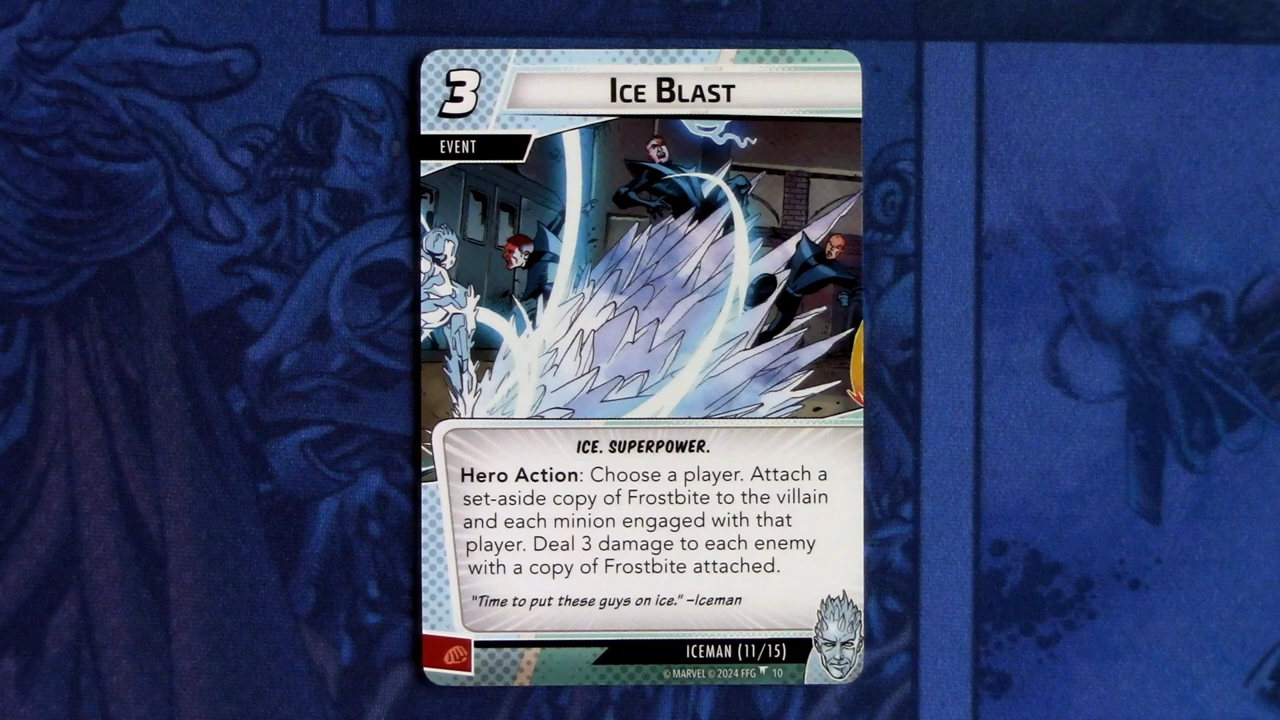 3
ICE BLAST
EVENT
ICE. SUPERPOWER.
Hero Action: Choose a player. Attach a
set-aside copy of Frostbite to the villain
and each minion engaged with that
player. Deal 3 damage to each enemy
with a copy of Frostbite attached.
"Time to put these guys on ice." –Iceman
ICEMAN (11/15)
© MARVEL © 2024 FFG 10